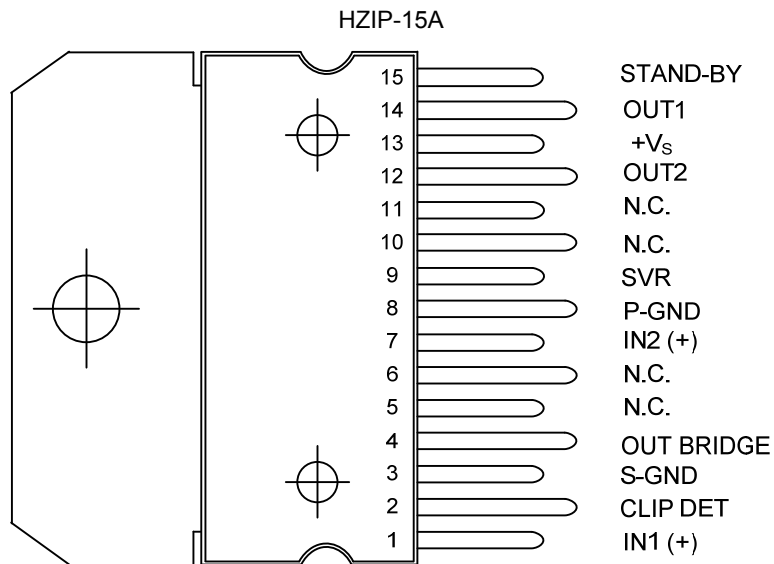 HZIP-15A
15 STAND-BY
14 OUT1
13 +Vs
12 OUT2
11 N.C.
10 N.C.
9 SVR
8 P-GND
7 IN2 (+)
6 N.C.
5 N.C.
4 OUT BRIDGE
3 S-GND
2 CLIP DET
1 IN1 (+)